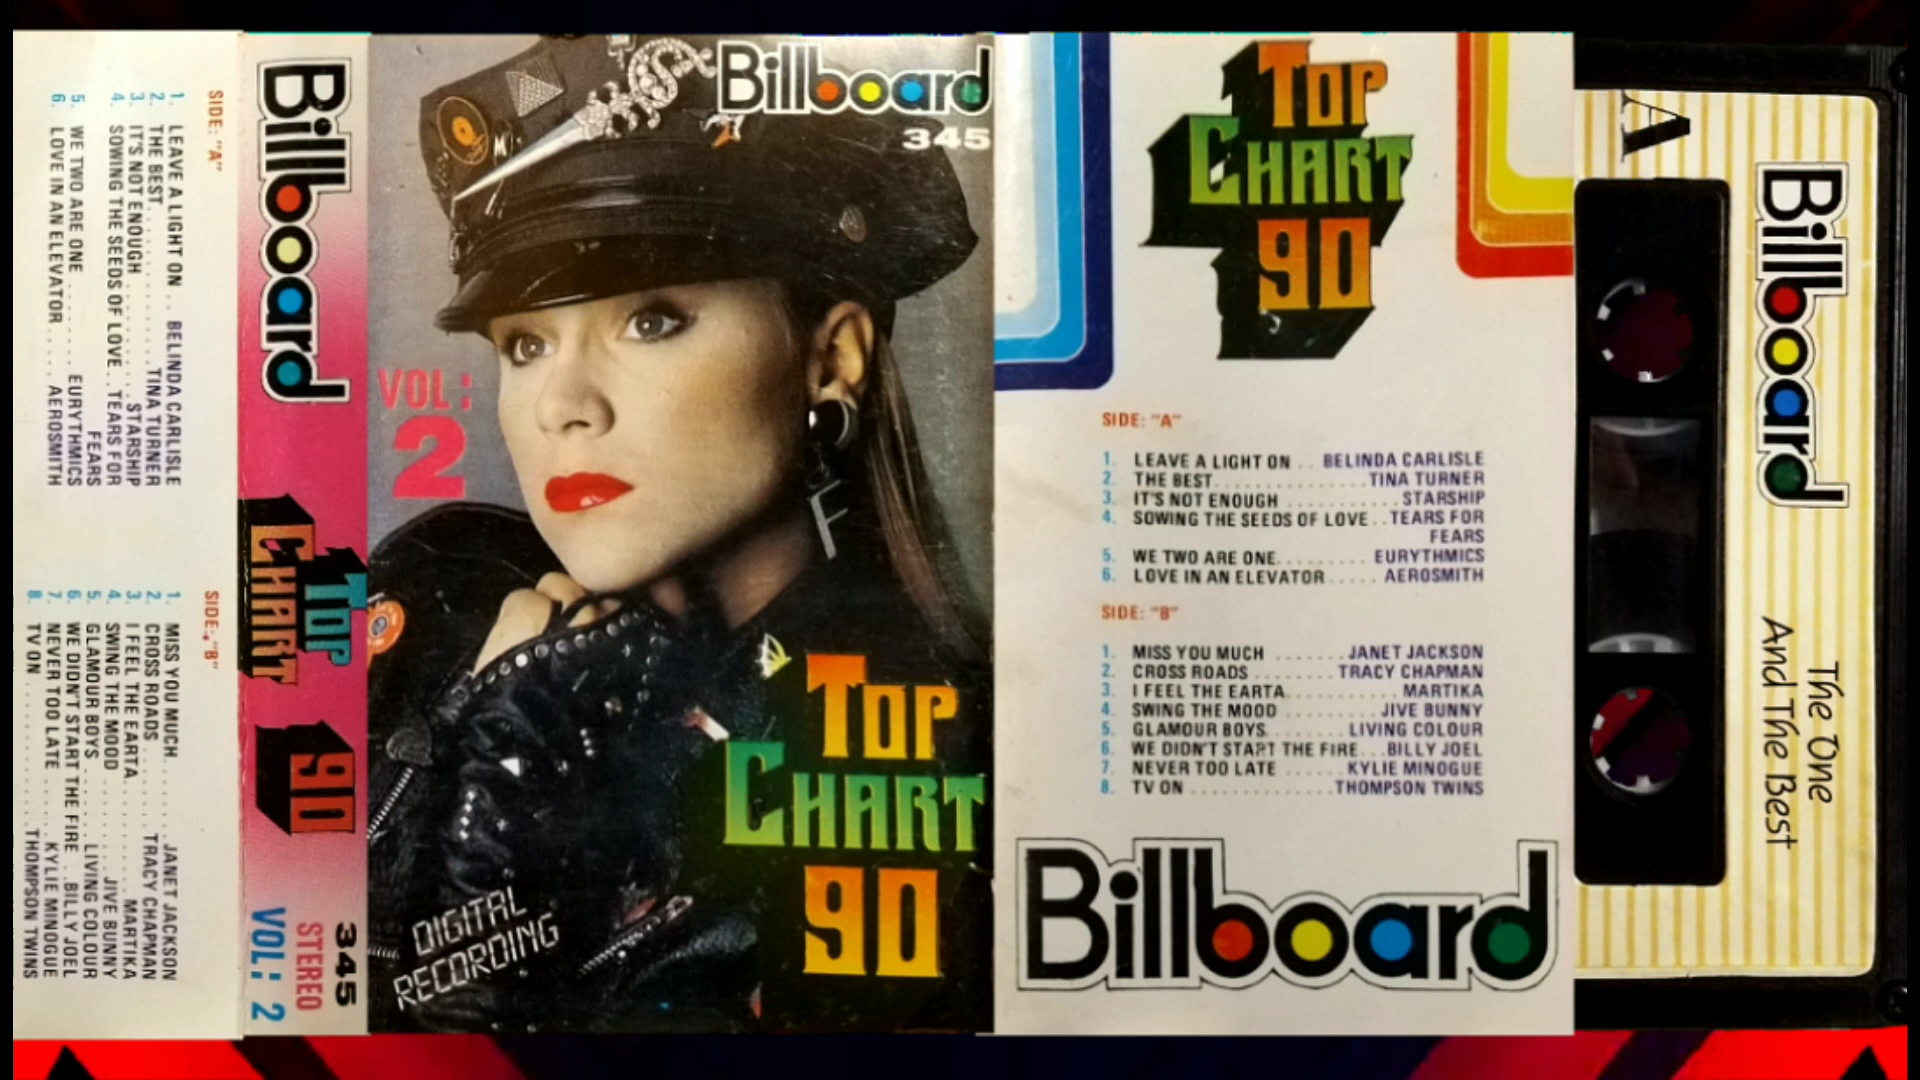 SIDE: "A"
1. LEAVE A LIGHT ON .. BELINDA CARLISLE
2. THE BEST.............TINA TURNER
3. IT'S NOT ENOUGH ............ STARSHIP
4. SOWING THE SEEDS OF LOVE .. TEARS FOR
FEARS
5. WE TWO ARE ONE ......... EURYTHMICS
6. LOVE IN AN ELEVATOR ..... AEROSMITH
SIDE: "B"
1. MISS YOU MUCH ........ JANET JACKSON
2. CROSS ROADS ......... TRACY CHAPMAN
3. I FEEL THE EARTA........... MARTIKA
4. SWING THE MOOD ......... JIVE BUNNY
5. GLAMOUR BOYS ......... LIVING COLOUR
6. WE DIDN'T START THE FIRE ... BILLY JOEL
7. NEVER TOO LATE ...... KYLIE MINOGUE
8. TV ON ............... THOMPSON TWINS
Billboard
TOP
CHART
90
345
STEREO
VOL: 2
Billboard
345
VOL:
2
F
TOP
CHART
90
DIGITAL
RECORDING
TOP
CHART
90
SIDE: "A"
1. LEAVE A LIGHT ON .. BELINDA CARLISLE
2. THE BEST...............TINA TURNER
3. IT'S NOT ENOUGH ............ STARSHIP
4. SOWING THE SEEDS OF LOVE .. TEARS FOR
FEARS
5. WE TWO ARE ONE.......... EURYTHMICS
6. LOVE IN AN ELEVATOR ..... AEROSMITH
SIDE: "B"
1. MISS YOU MUCH ....... JANET JACKSON
2. CROSS ROADS ........ TRACY CHAPMAN
3. I FEEL THE EARTA........... MARTIKA
4. SWING THE MOOD ......... JIVE BUNNY
5. GLAMOUR BOYS........ LIVING COLOUR
6. WE DIDN'T START THE FIRE ...BILLY JOEL
7. NEVER TOO LATE ...... KYLIE MINOGUE
8. TV ON ............... THOMPSON TWINS
Billboard
A
Billboard
The One
And The Best